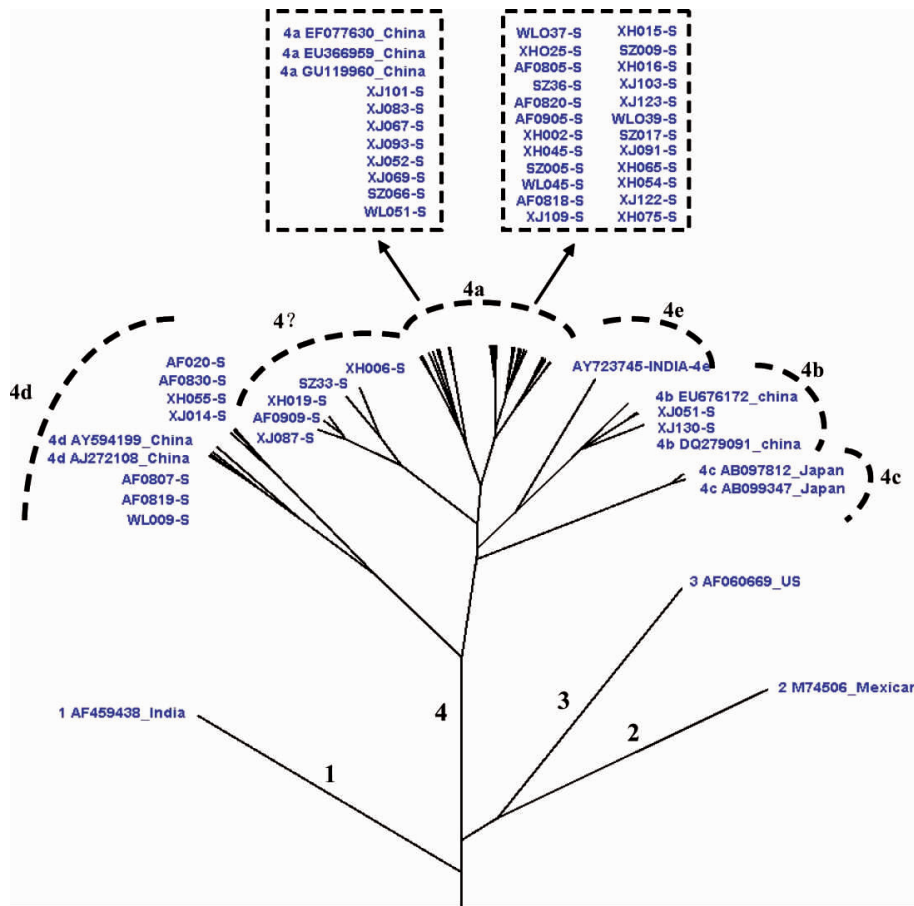 4a EF077630_China
4a EU366959_China
4a GU119960_China
XJ101-S
XJ083-S
XJ067-S
XJ093-S
XJ052-S
XJ069-S
SZ066-S
WL051-S
WLO37-S
XHO25-S
AF0805-S
SZ36-S
AF0820-S
AF0905-S
XH002-S
XH045-S
SZ005-S
WL045-S
AF0818-S
XJ109-S
XH015-S
SZ009-S
XH016-S
XJ103-S
XJ123-S
WLO39-S
SZ017-S
XJ091-S
XH065-S
XH054-S
XJ122-S
XH075-S
4d
4?
4a
4e
4b
4c
AF020-S
AF0830-S
XH055-S
XJ014-S
4d AY594199_China
4d AJ272108_China
AF0807-S
AF0819-S
WL009-S
XH006-S
SZ33-S
XH019-S
AF0909-S
XJ087-S
AY723745-INDIA-4e
4b EU676172_china
XJ051-S
XJ130-S
4b DQ279091_china
4c AB097812_Japan
4c AB099347_Japan
3 AF060669_US
2 M74506_Mexican
1 AF459438_India
4
3
2
1